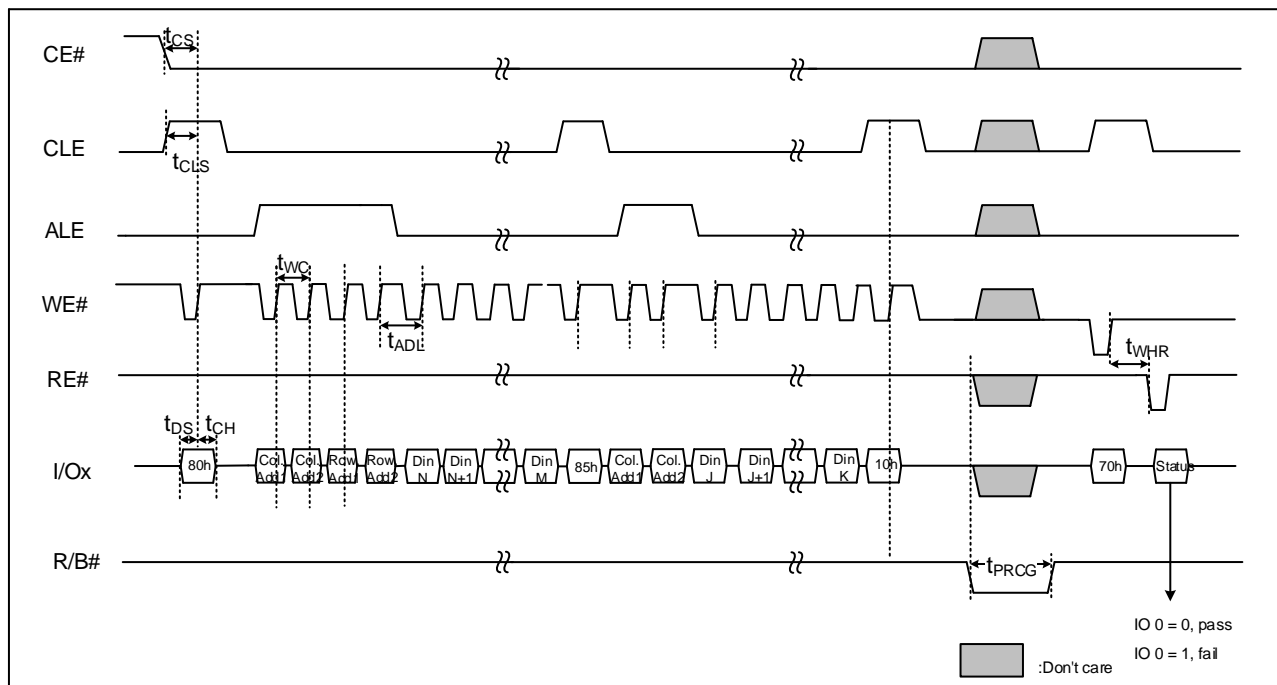 CE#
tCS
CLE
tCLS
ALE
WE#
tWC
tADL
tWHR
RE#
tDS
tCH
I/Ox
80h
Col.
Add1
Col.
Add2
Row
Add1
Row
Add2
Din
N
Din
N+1
Din
M
85h
Col.
Add1
Col.
Add2
Din
J
Din
J+1
Din
K
10h
70h
Status
R/B#
tPRCG
IO 0 = 0, pass
IO 0 = 1, fail
:Don't care